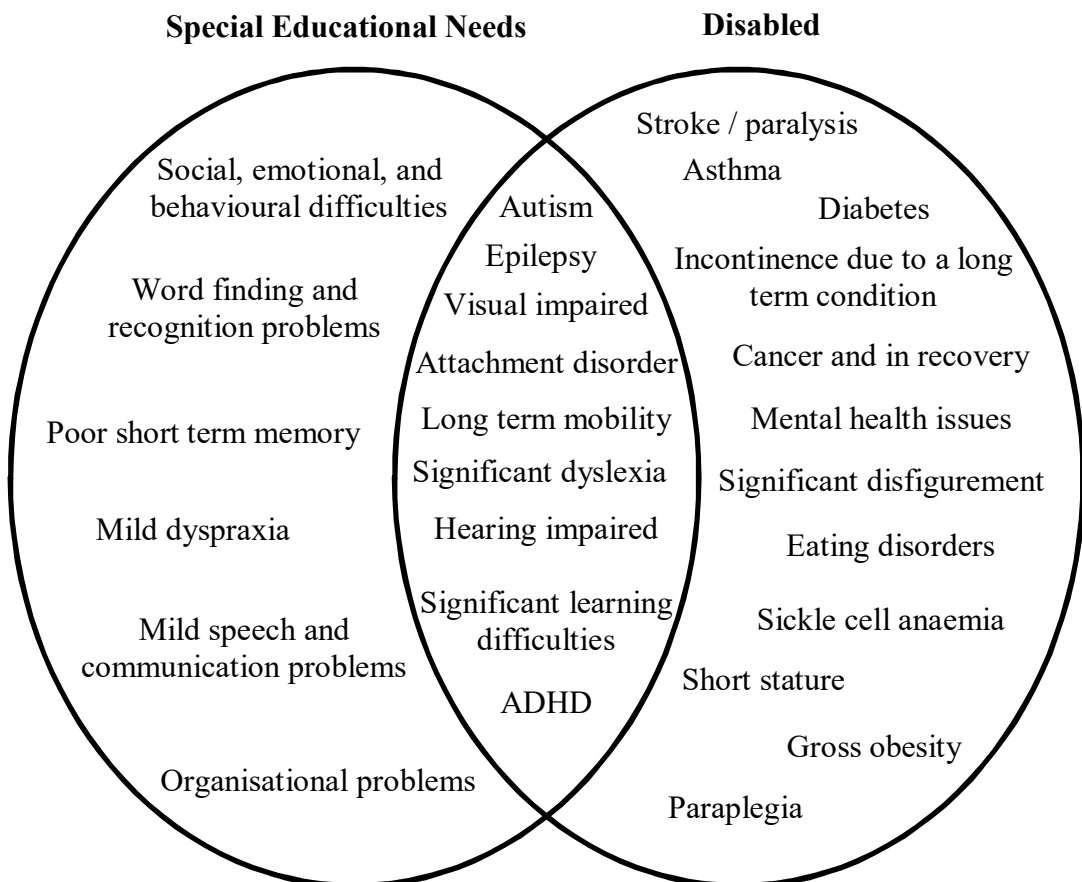 Special Educational Needs
Disabled
Social, emotional, and
behavioural difficulties
Word finding and
recognition problems
Poor short term memory
Mild dyspraxia
Mild speech and
communication problems
Organisational problems
Autism
Epilepsy
Visual impaired
Attachment disorder
Long term mobility
Significant dyslexia
Hearing impaired
Significant learning
difficulties
ADHD
Stroke / paralysis
Asthma
Diabetes
Incontinence due to a long
term condition
Cancer and in recovery
Mental health issues
Significant disfigurement
Eating disorders
Sickle cell anaemia
Short stature
Gross obesity
Paraplegia